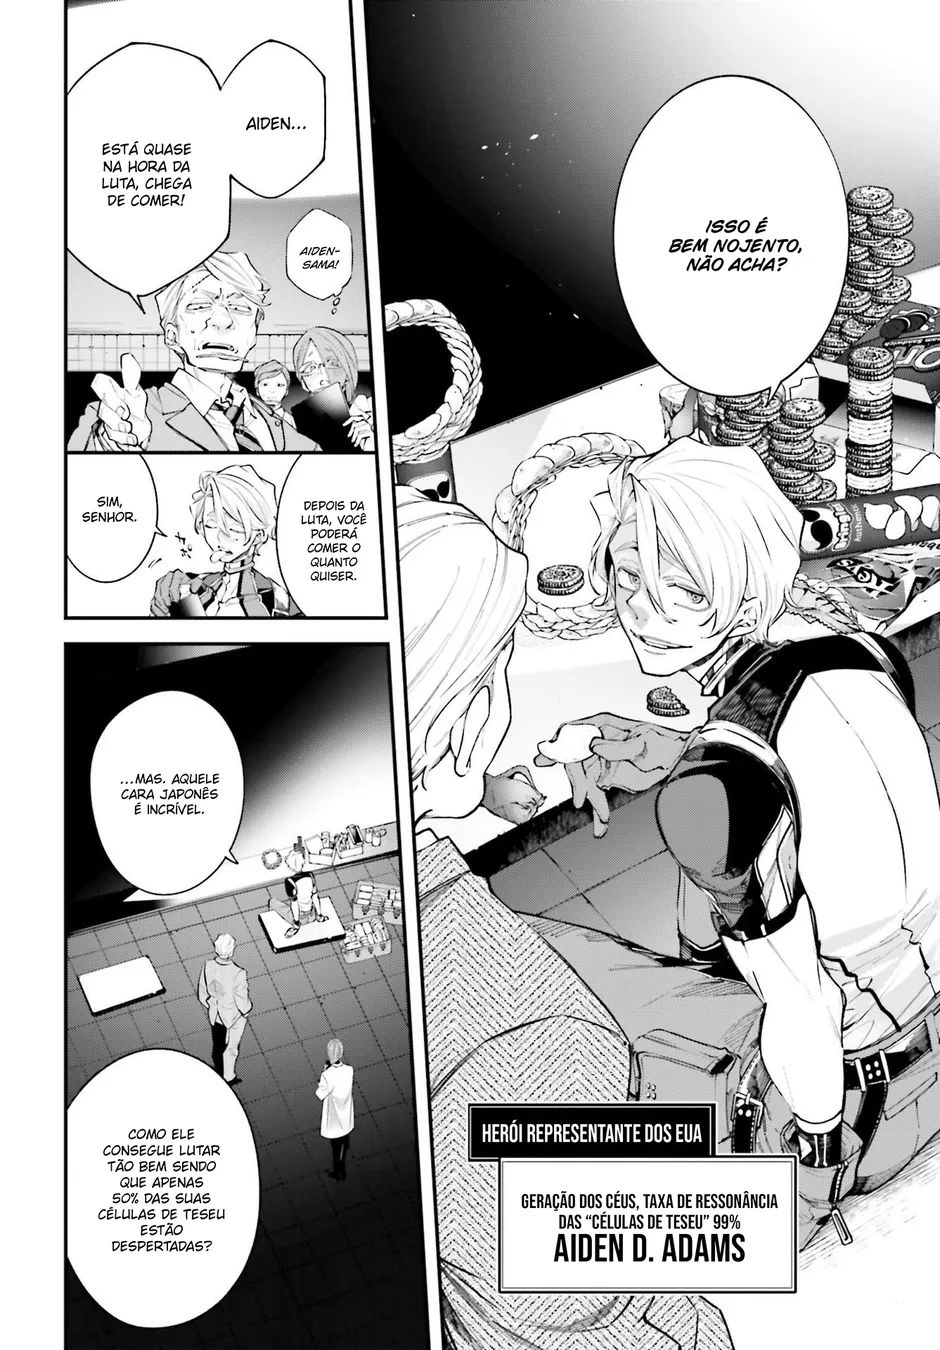 ISSO É
BEM NOJENTO,
NÃO ACHA?
HERÓI REPRESENTANTE DOS EUA
GERAÇÃO DOS CÉUS, TAXA DE RESSONÂNCIA
DAS “CÉLULAS DE TESEU” 99%
AIDEN D. ADAMS
AIDEN...
ESTÁ QUASE
NA HORA DA
LUTA, CHEGA
DE COMER!
AIDEN-
SAMA!
DEPOIS DA
LUTA, VOCÊ
PODERÁ
COMER O
QUANTO
QUISER.
SIM,
SENHOR.
...MAS. AQUELE
CARA JAPONÊS
É INCRÍVEL.
COMO ELE
CONSEGUE LUTAR
TÃO BEM SENDO
QUE APENAS
50% DAS SUAS
CÉLULAS DE TESEU
ESTÃO
DESPERTADAS?